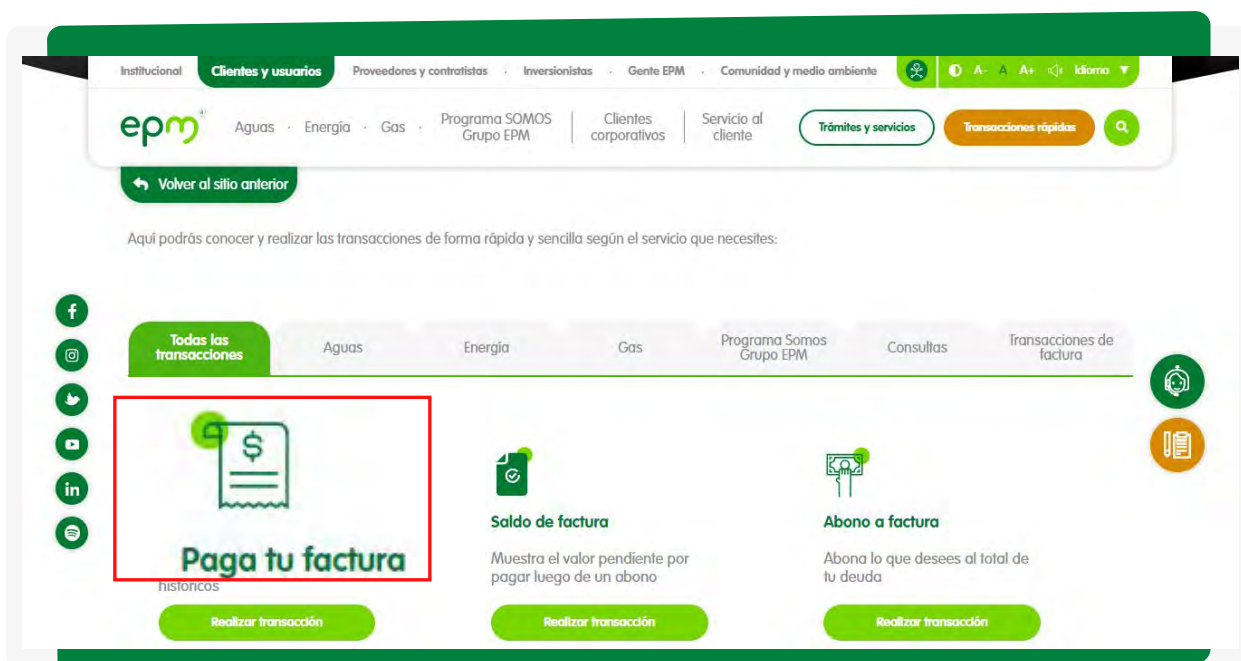 Institucional Clientes y usuarios Proveedores y contratistas · Inversionistas · Gente EPM · Comunidad y medio ambiente A- A A+ Idioma ▼
epm® Aguas · Energía · Gas · Programa SOMOS Grupo EPM Clientes corporativos Servicio al cliente Trámites y servicios Transacciones rápidas
Volver al sitio anterior
Aquí podrás conocer y realizar las transacciones de forma rápida y sencilla según el servicio que necesites:
Todas las transacciones Aguas Energía Gas Programa Somos Grupo EPM Consultas Transacciones de factura
Paga tu factura
históricos
Realizar transacción
Saldo de factura
Muestra el valor pendiente por
pagar luego de un abono
Realizar transacción
Abono a factura
Abona lo que desees al total de
tu deuda
Realizar transacción